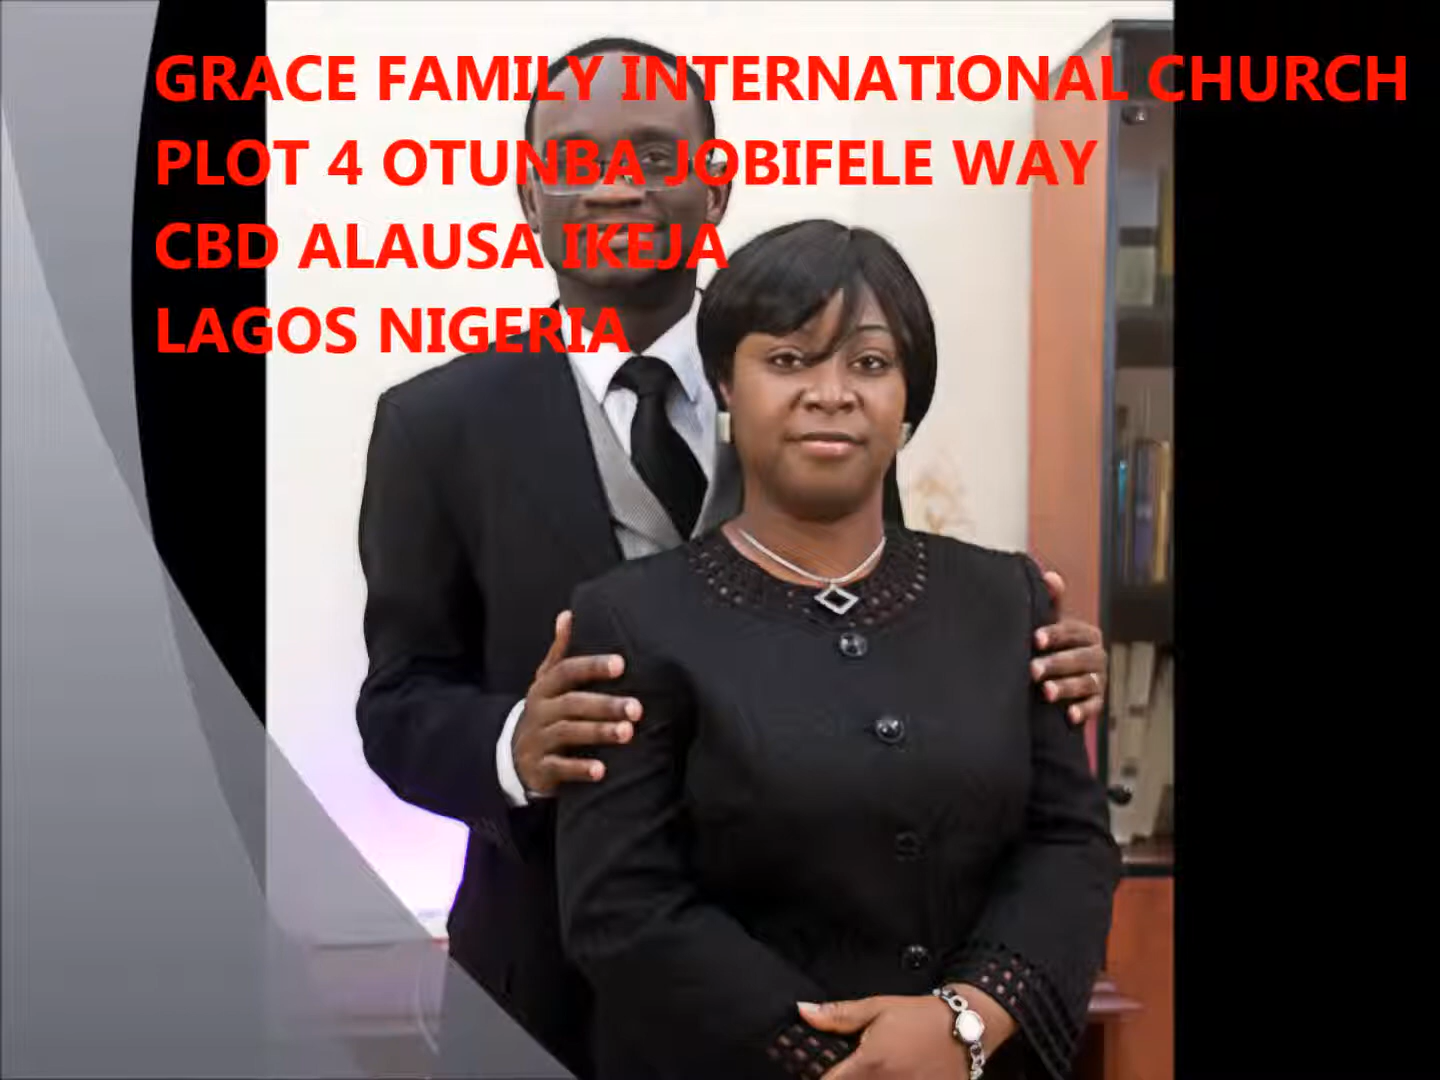 GRACE FAMILY INTERNATIONAL CHURCH
PLOT 4 OTUNBA JOBIFELE WAY
CBD ALAUSA IKEJA
LAGOS NIGERIA